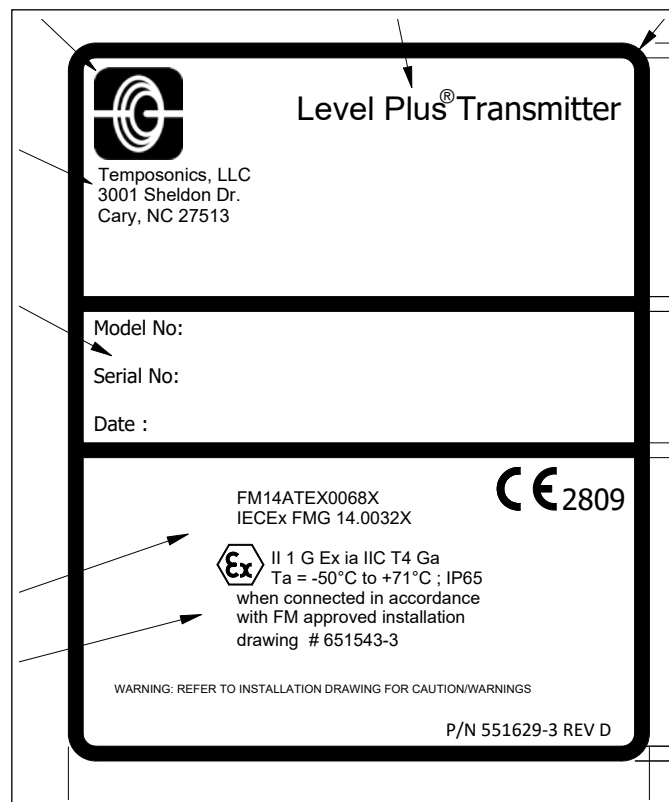 Level Plus® Transmitter
Temposonics, LLC
3001 Sheldon Dr.
Cary, NC 27513
Model No:
Serial No:
Date :
CE 2809
FM14ATEX0068X
IECEx FMG 14.0032X
Ex II 1 G Ex ia IIC T4 Ga
Ta = -50°C to +71°C ; IP65
when connected in accordance
with FM approved installation
drawing # 651543-3
WARNING: REFER TO INSTALLATION DRAWING FOR CAUTION/WARNINGS
P/N 551629-3 REV D